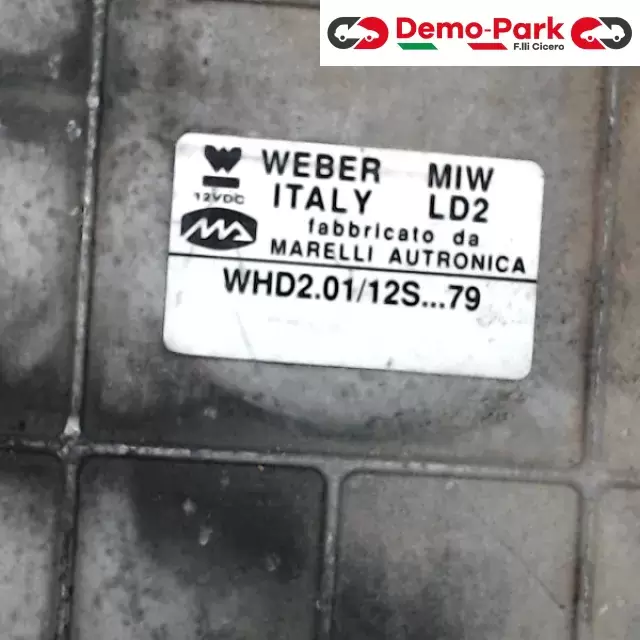 Demo-Park
F.lli Cicero
WEBER MIW
12VDC
ITALY LD2
fabbricato da
MARELLI AUTRONICA
WHD2.01/12S...79